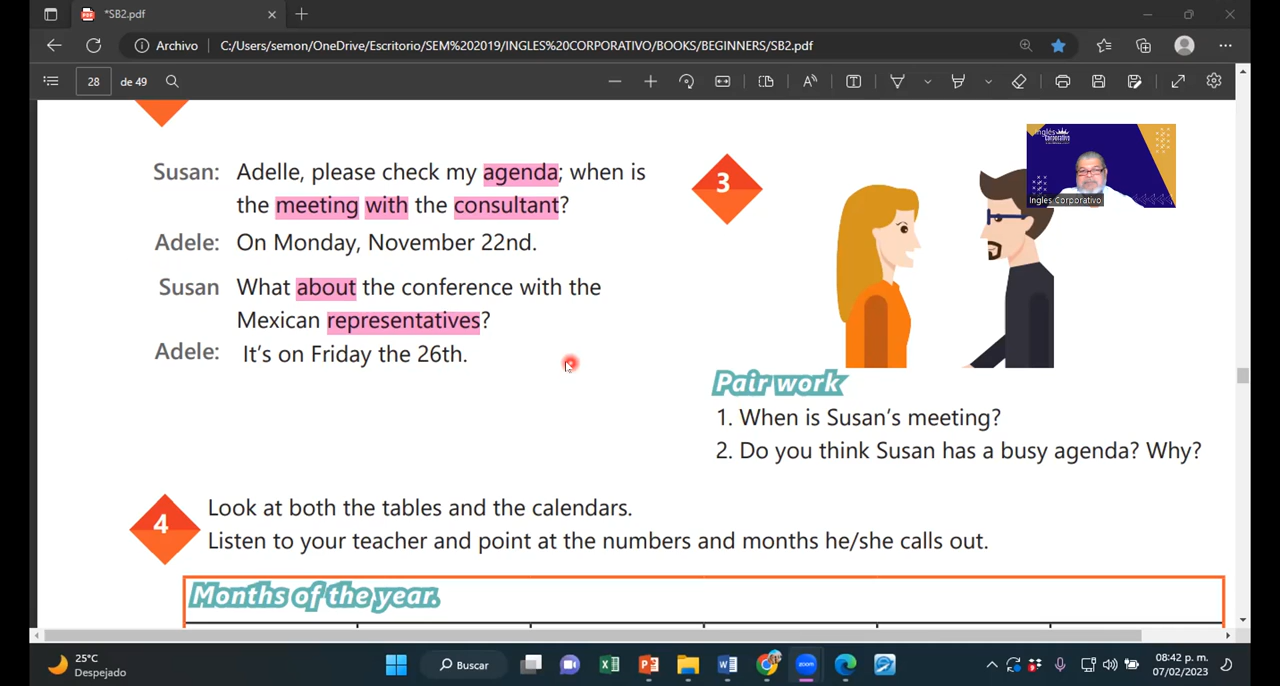 *SB2.pdf
Archivo
C:/Users/semon/OneDrive/Escritorio/SEM%202019/INGLES%20CORPORATIVO/BOOKS/BEGINNERS/SB2.pdf
28
de 49
Susan: Adelle, please check my agenda; when is
the meeting with the consultant?
Adele: On Monday, November 22nd.
Susan What about the conference with the
Mexican representatives?
Adele: It's on Friday the 26th.
3
Inglés
Corporativo
Ingles Corporativo
Pair work
1. When is Susan's meeting?
2. Do you think Susan has a busy agenda? Why?
4
Look at both the tables and the calendars.
Listen to your teacher and point at the numbers and months he/she calls out.
Months of the year.
25°C
Despejado
Buscar
08:42 p. m.
07/02/2023